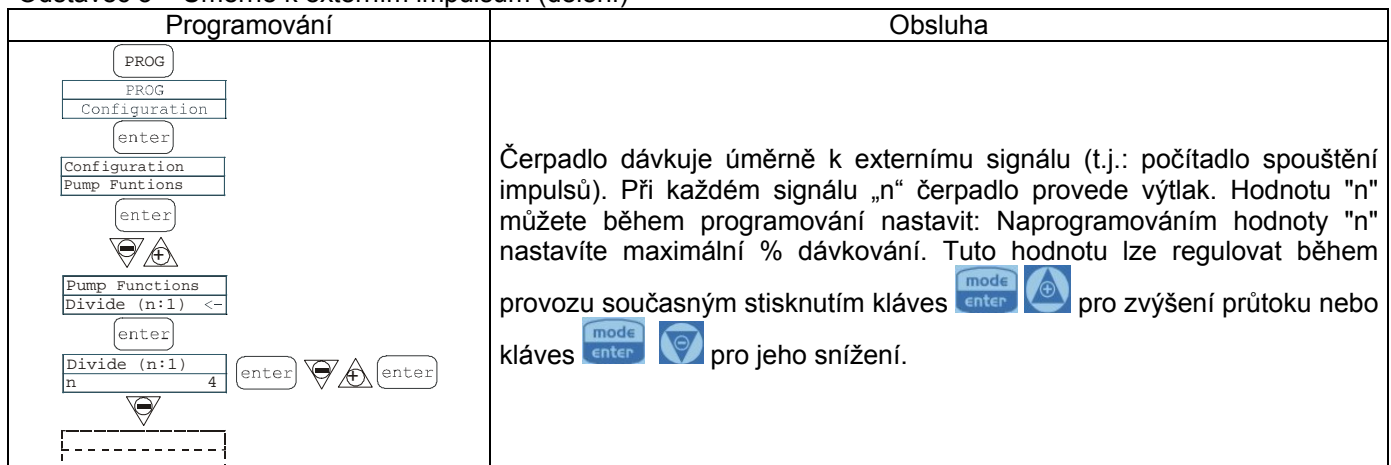 Programování
Obsluha
PROG
PROG
Configuration
enter
Configuration
Pump Funtions
enter
Pump Functions
Divide (n:1) <-
enter
Divide (n:1)
n 4
enter
enter
Čerpadlo dávkuje úměrně k externímu signálu (t.j.: počítadlo spouštění
impulsů). Při každém signálu „n“ čerpadlo provede výtlak. Hodnotu "n"
můžete během programování nastavit: Naprogramováním hodnoty "n"
nastavíte maximální % dávkování. Tuto hodnotu lze regulovat během
provozu současným stisknutím kláves mode enter pro zvýšení průtoku nebo
kláves mode enter pro jeho snížení.